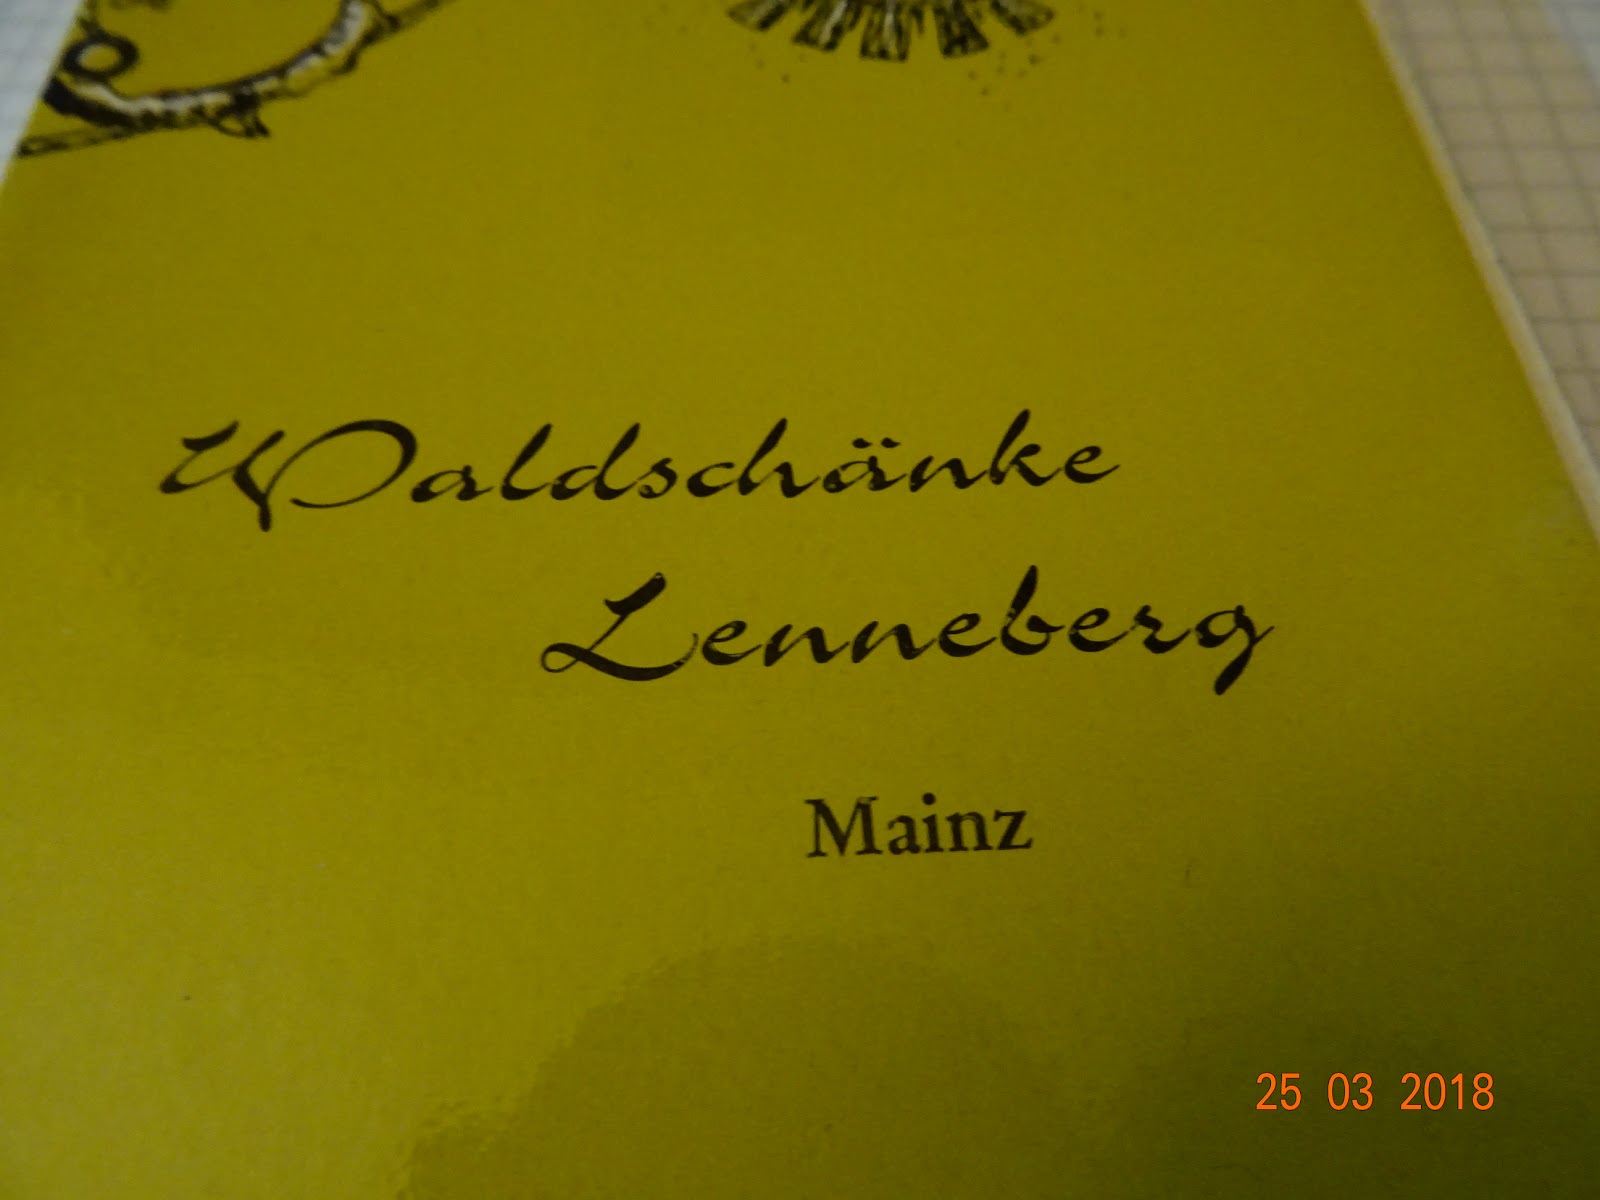 Waldschänke
Lenneberg
Mainz
25 03 2018